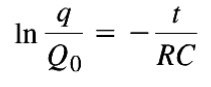 ln q/Q₀ = − t/RC